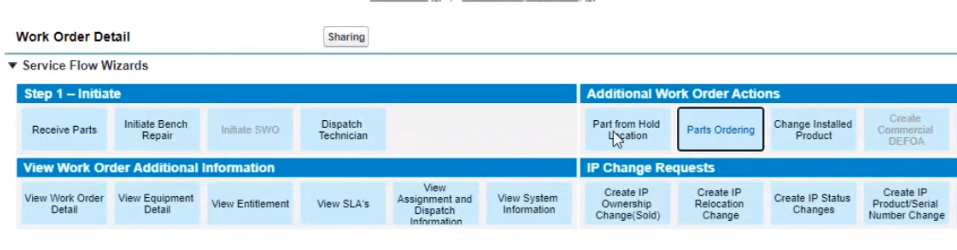 Work Order Detail
Sharing
Service Flow Wizards
Step 1 – Initiate
Receive Parts
Initiate Bench
Repair
Initiate SWO
Dispatch
Technician
Additional Work Order Actions
Part from Hold
Location
Parts Ordering
Change Installed
Product
Create
Commercial
DEFOA
View Work Order Additional Information
View Work Order
Detail
View Equipment
Detail
View Entitlement
View SLA's
View
Assignment and
Dispatch
Information
View System
Information
IP Change Requests
Create IP
Ownership
Change(Sold)
Create IP
Relocation
Change
Create IP Status
Changes
Create IP
Product/Serial
Number Change